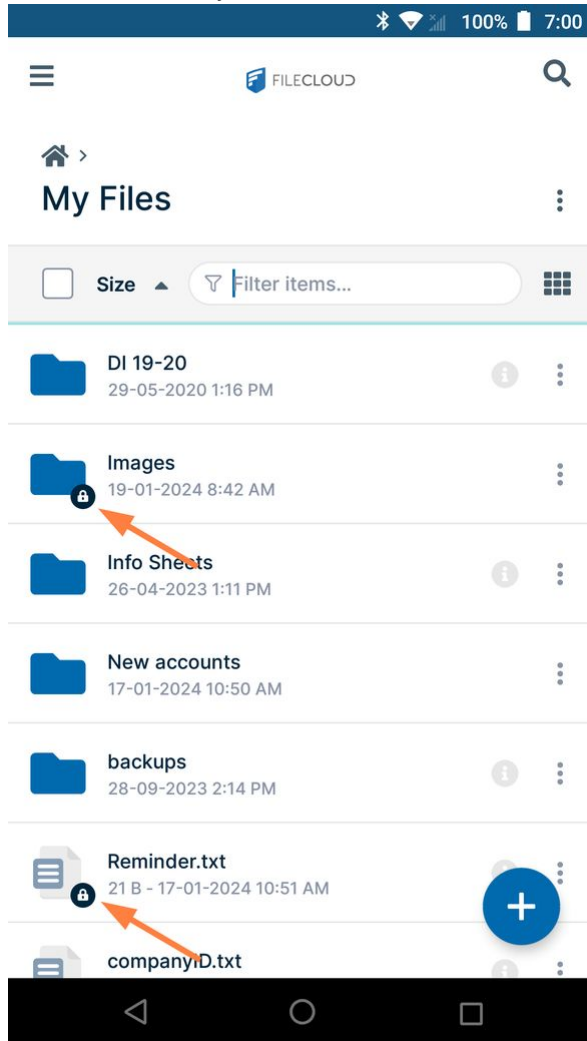 100% 7:00
FILECLOUD
My Files
Size Filter items...
DI 19-20
29-05-2020 1:16 PM
Images
19-01-2024 8:42 AM
Info Sheets
26-04-2023 1:11 PM
New accounts
17-01-2024 10:50 AM
backups
28-09-2023 2:14 PM
Reminder.txt
21 B - 17-01-2024 10:51 AM
companyID.txt